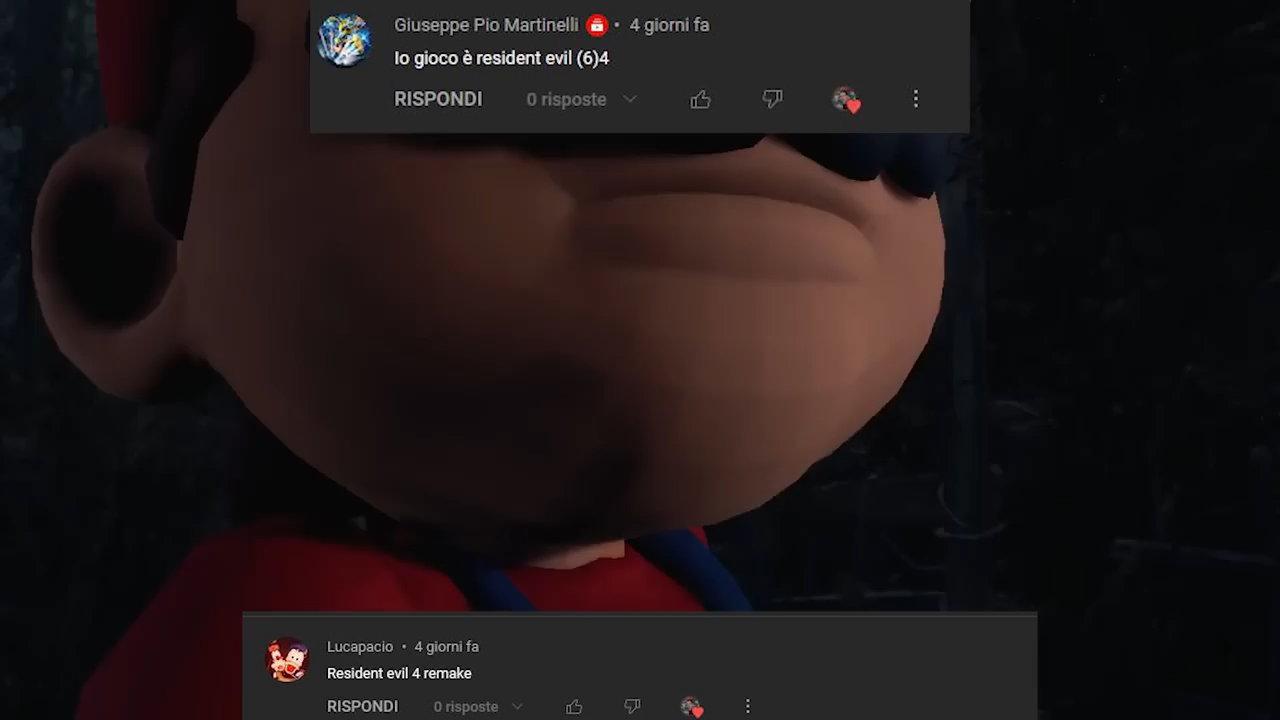 Giuseppe Pio Martinelli • 4 giorni fa
Io gioco è resident evil (6)4
RISPONDI 0 risposte
Lucapacio • 4 giorni fa
Resident evil 4 remake
RISPONDI 0 risposte